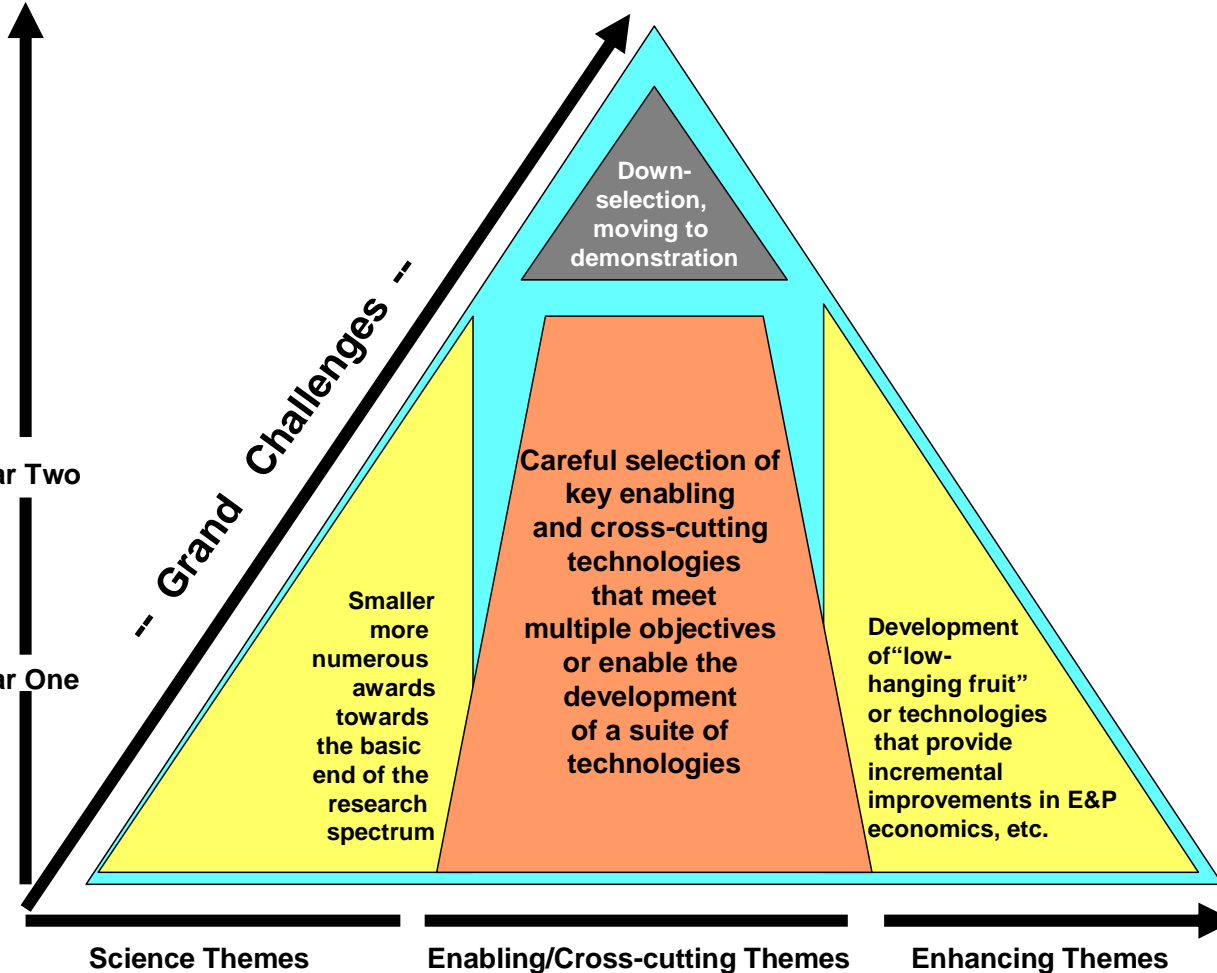 Down-
selection,
moving to
demonstration
-- Grand Challenges --
ar Two
ar One
Smaller
more
numerous
awards
towards
the basic
end of the
research
spectrum
Careful selection of
key enabling
and cross-cutting
technologies
that meet
multiple objectives
or enable the
development
of a suite of
technologies
Development
of“low-
hanging fruit”
or technologies
that provide
incremental
improvements in E&P
economics, etc.
Science Themes
Enabling/Cross-cutting Themes
Enhancing Themes